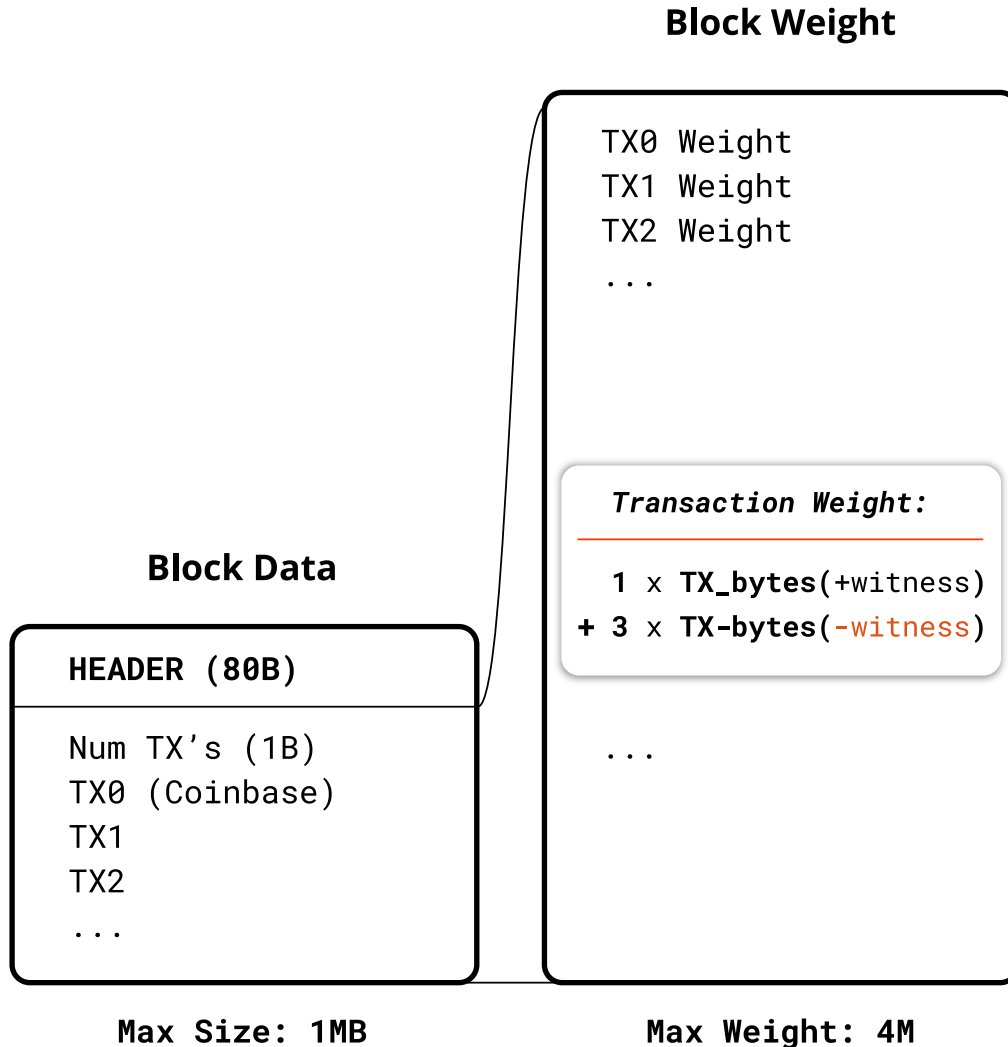 Block Weight
TX0 Weight
TX1 Weight
TX2 Weight
...
Transaction Weight:
1 x TX_bytes(+witness)
+ 3 x TX-bytes(-witness)
...
Max Weight: 4M
Block Data
HEADER (80B)
Num TX’s (1B)
TX0 (Coinbase)
TX1
TX2
...
Max Size: 1MB